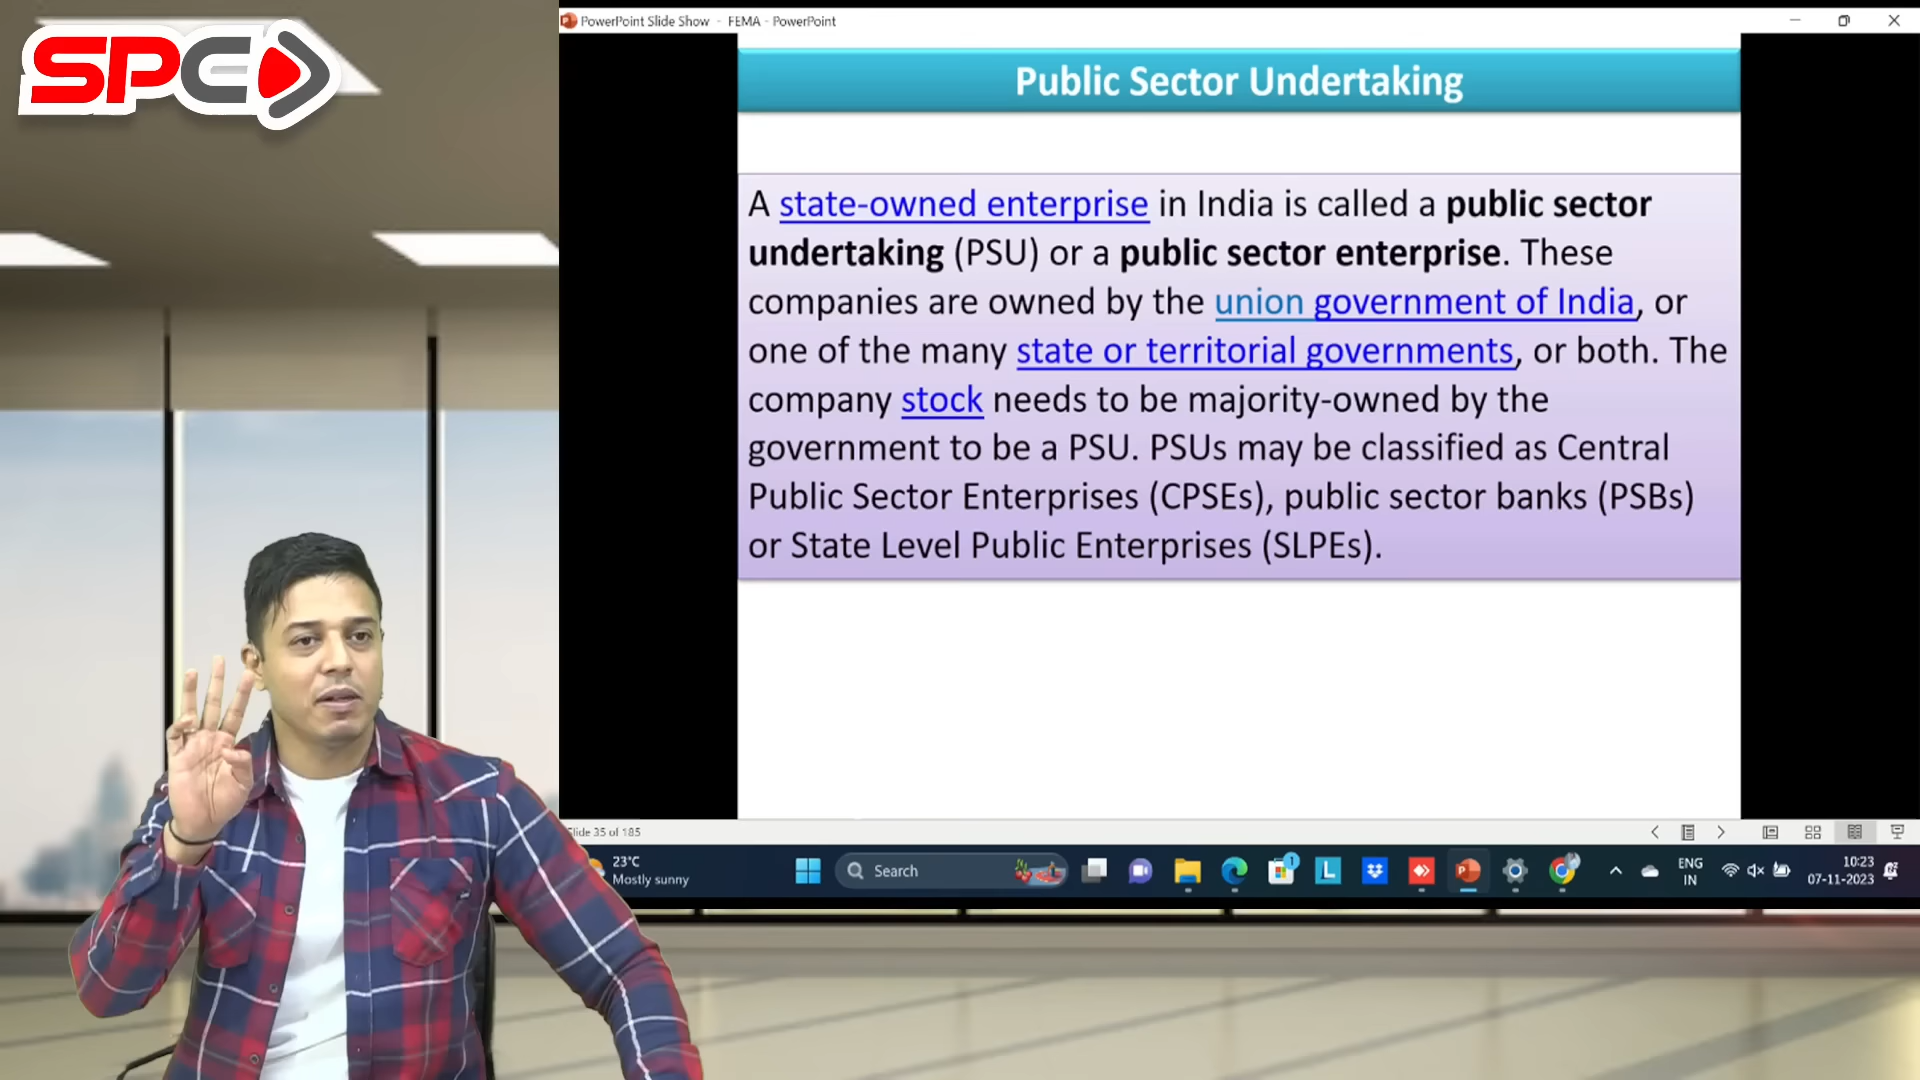 SPC
PowerPoint Slide Show - FEMA - PowerPoint
Public Sector Undertaking
A state-owned enterprise in India is called a public sector
undertaking (PSU) or a public sector enterprise. These
companies are owned by the union government of India, or
one of the many state or territorial governments, or both. The
company stock needs to be majority-owned by the
government to be a PSU. PSUs may be classified as Central
Public Sector Enterprises (CPSEs), public sector banks (PSBs)
or State Level Public Enterprises (SLPEs).
Slide 35 of 185
23°C
Mostly sunny
Search
1
L
ENG
IN
10:23
07-11-2023